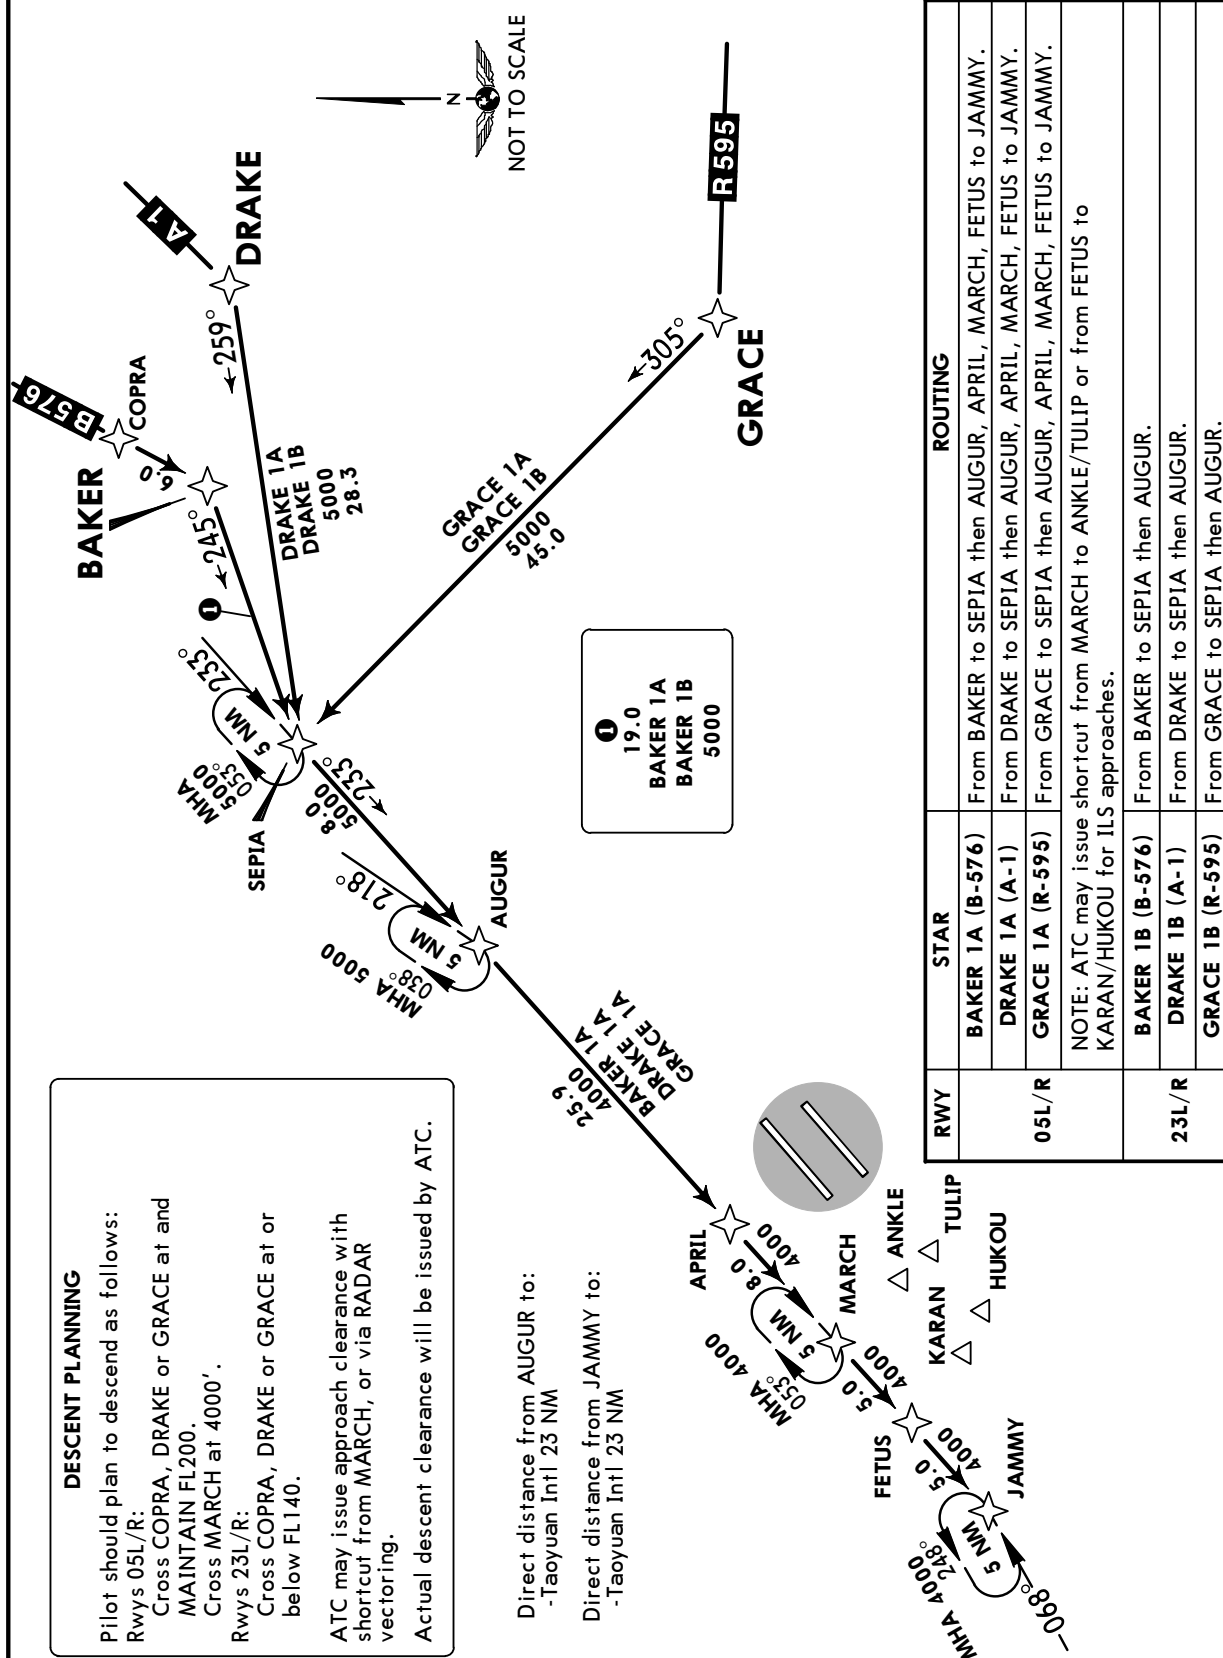 DESCENT PLANNING
Pilot should plan to descend as follows:
Rwys 05L/R:
Cross COPRA, DRAKE or GRACE at and
MAINTAIN FL200.
Cross MARCH at 4000'.
Rwys 23L/R:
Cross COPRA, DRAKE or GRACE at or
below FL140.
ATC may issue approach clearance with
shortcut from MARCH, or via RADAR
vectoring.
Actual descent clearance will be issued by ATC.
Direct distance from AUGUR to:
-Taoyuan Intl 23 NM
Direct distance from JAMMY to:
-Taoyuan Intl 23 NM
B576
COPRA
6.0
BAKER
245°
1
A1
DRAKE
259°
DRAKE 1A
DRAKE 1B
5000
28.3
N
NOT TO SCALE
R595
GRACE
305°
GRACE 1A
GRACE 1B
5000
45.0
1
19.0
BAKER 1A
BAKER 1B
5000
233°
5 NM
MHA
5000
053°
SEPIA
233°
8.0
5000
218°
5 NM
MHA 5000
038°
AUGUR
25.9
4000
BAKER 1A
DRAKE 1A
GRACE 1A
APRIL
8.0
4000
5 NM
MHA 4000
053°
MARCH
5.0
4000
FETUS
5.0
4000
JAMMY
5 NM
MHA 4000
248°
068°
ANKLE
TULIP
KARAN
HUKOU
RWY STAR ROUTING
05L/R
BAKER 1A (B-576) From BAKER to SEPIA then AUGUR, APRIL, MARCH, FETUS to JAMMY.
DRAKE 1A (A-1) From DRAKE to SEPIA then AUGUR, APRIL, MARCH, FETUS to JAMMY.
GRACE 1A (R-595) From GRACE to SEPIA then AUGUR, APRIL, MARCH, FETUS to JAMMY.
NOTE: ATC may issue shortcut from MARCH to ANKLE/TULIP or from FETUS to
KARAN/HUKOU for ILS approaches.
23L/R
BAKER 1B (B-576) From BAKER to SEPIA then AUGUR.
DRAKE 1B (A-1) From DRAKE to SEPIA then AUGUR.
GRACE 1B (R-595) From GRACE to SEPIA then AUGUR.